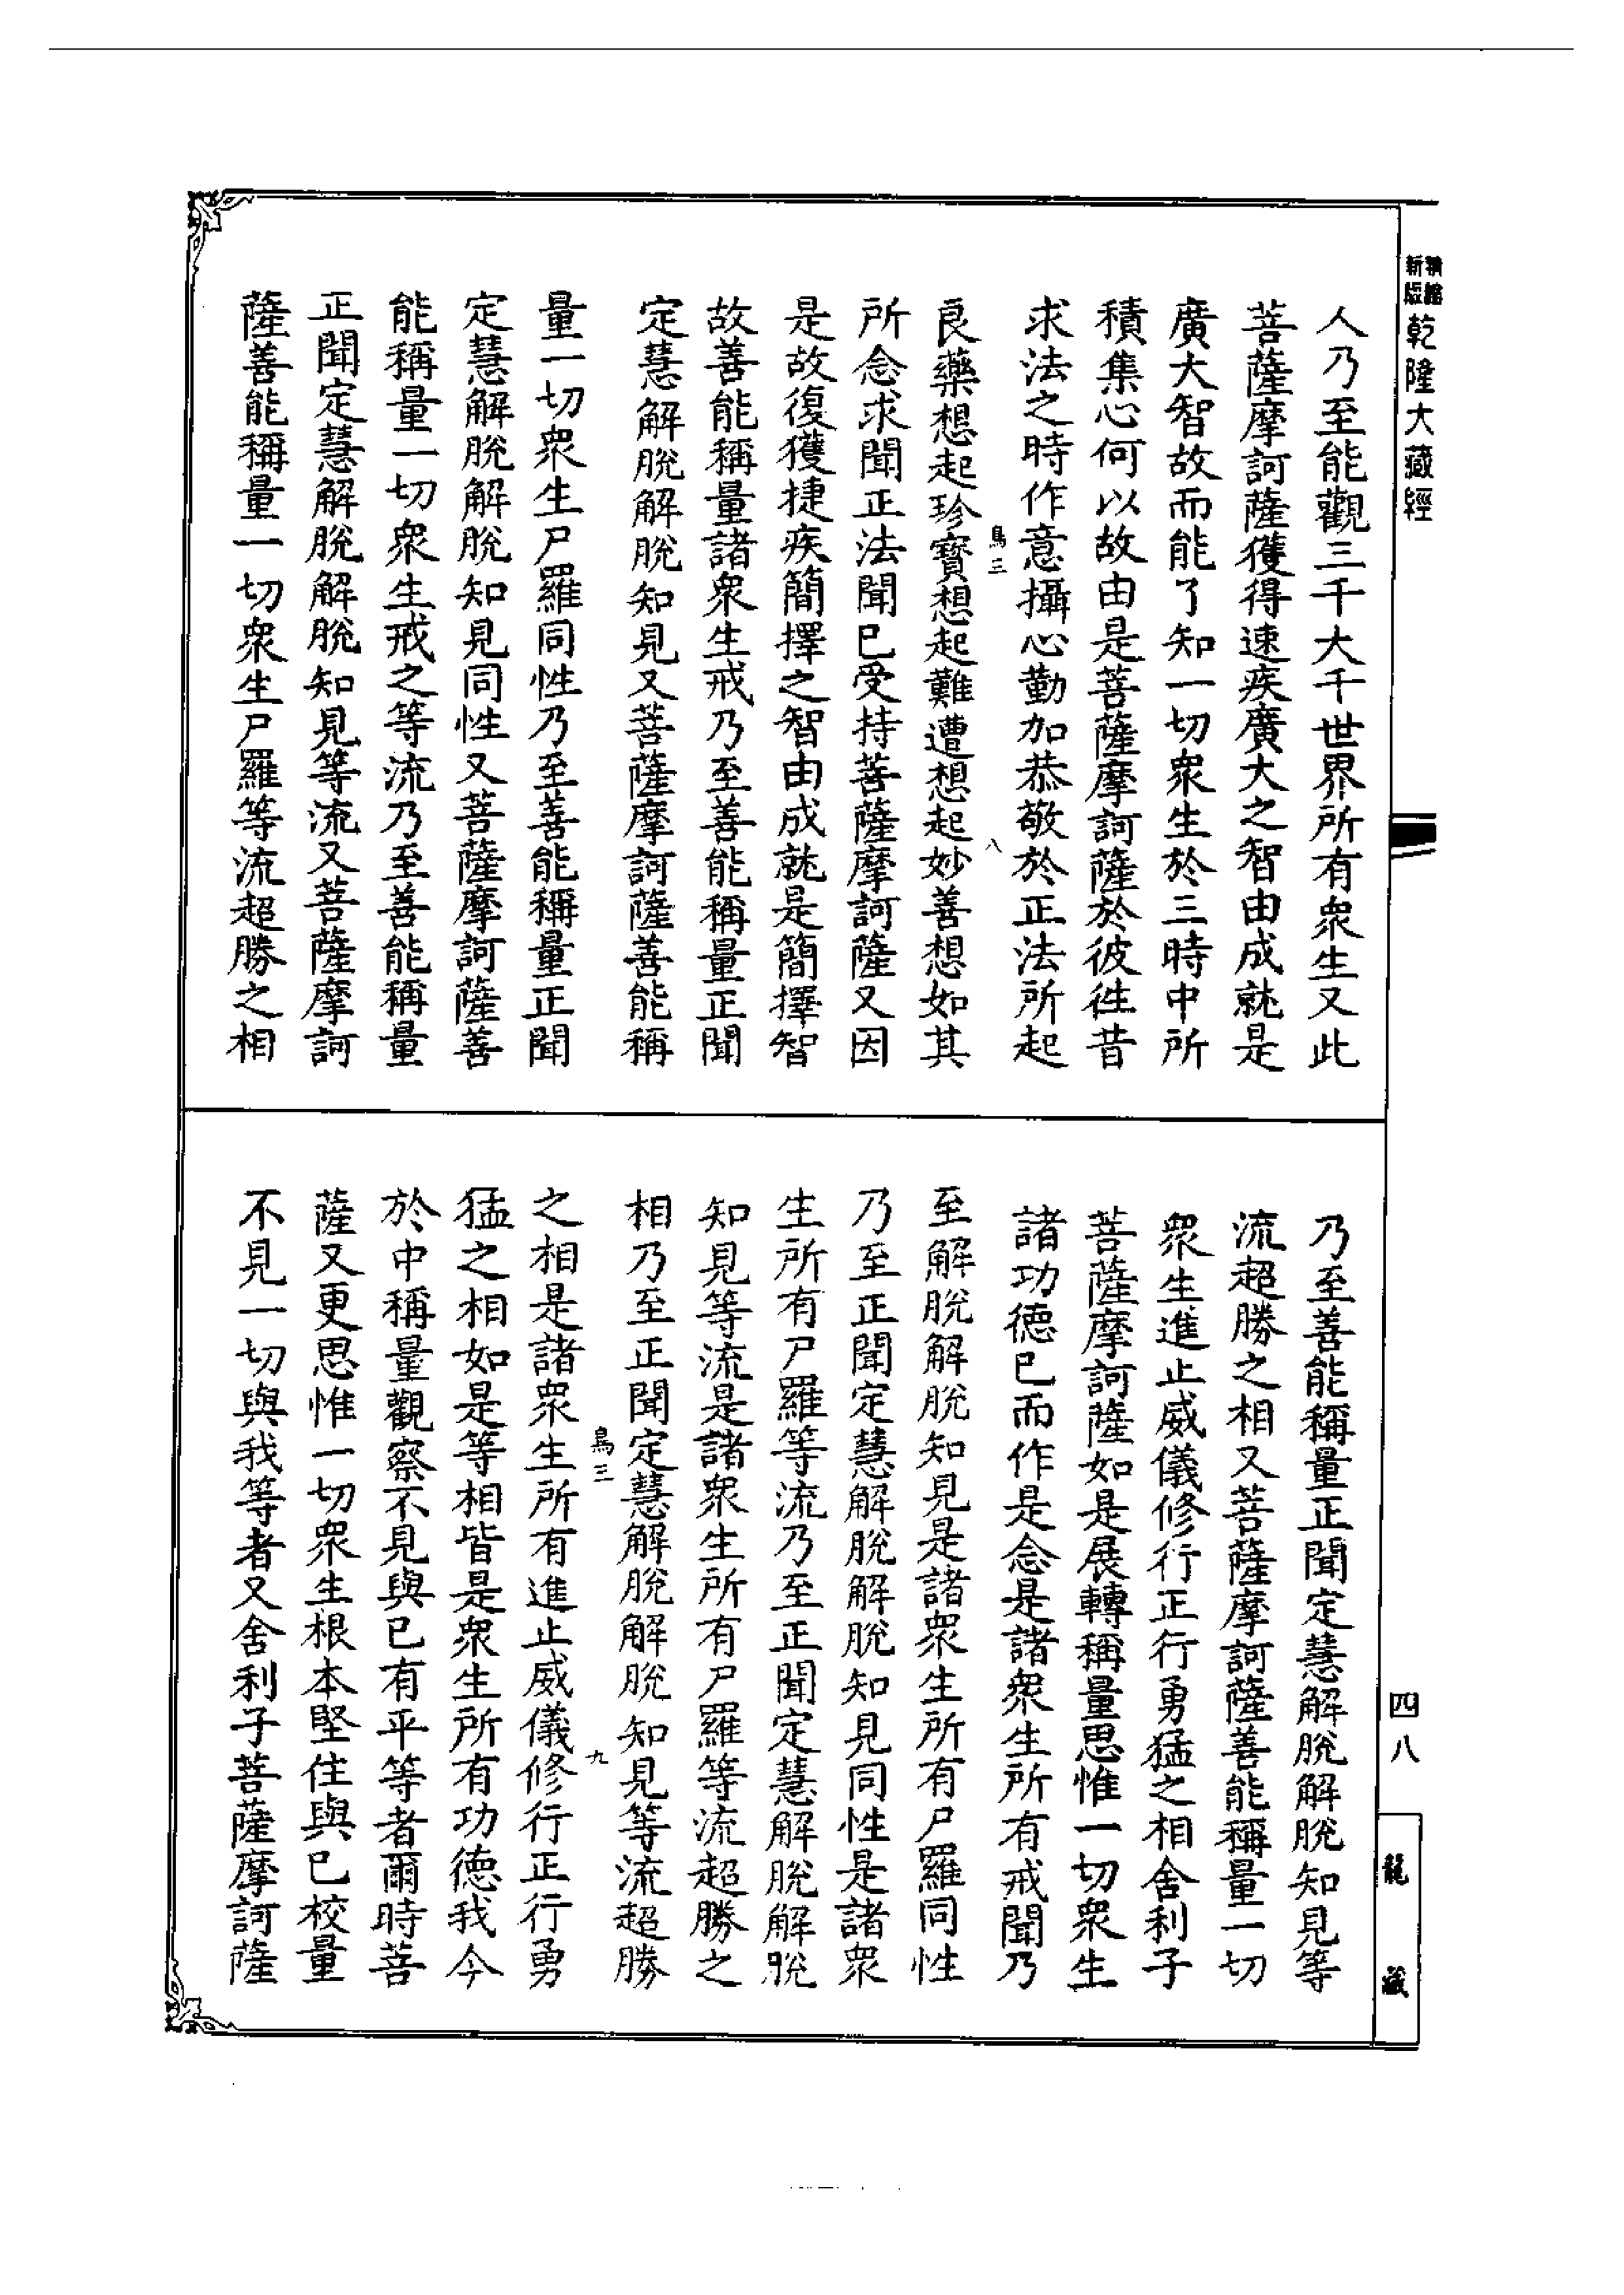 精縮新版乾隆大藏經
人乃至能觀三千大千世界所有衆生又此
菩薩摩訶薩獲得速疾廣大之智由成就是
廣大智故而能了知一切衆生於三時中所
積集心何以故由是菩薩摩訶薩於彼徃昔
求法之時作意攝心勤加恭敬於正法所起
鳥三
八
良藥想起珍寳想起難遭想起妙善想如其
所念求聞正法聞已受持菩薩摩訶薩又因
是故復獲捷疾簡擇之智由成就是簡擇智
故善能稱量諸衆生戒乃至善能稱量正聞
定慧解脫解脫知見又菩薩摩訶薩善能稱
量一切衆生尸羅同性乃至善能稱量正聞
定慧解脫解脫知見同性又菩薩摩訶薩善
能稱量一切衆生戒之等流乃至善能稱量
正聞定慧解脫解脫知見等流又菩薩摩訶
薩善能稱量一切衆生尸羅等流超勝之相
乃至善能稱量正聞定慧解脫解脫知見等
流超勝之相又菩薩摩訶薩善能稱量一切
衆生進止威儀修行正行勇猛之相舍利子
菩薩摩訶薩如是展轉稱量思惟一切衆生
諸功德已而作是念是諸衆生所有戒聞乃
至解脫解脫知見是諸衆生所有尸羅同性
乃至正聞定慧解脫解脫知見同性是諸衆
生所有尸羅等流乃至正聞定慧解脫解脫
知見等流是諸衆生所有尸羅等流超勝之
相乃至正聞定慧解脫解脫知見等流超勝
鳥三
九
之相是諸衆生所有進止威儀修行正行勇
猛之相如是等相皆是衆生所有功德我今
於中稱量觀察不見與已有平等者爾時菩
薩又更思惟一切衆生根本堅住與已校量
不見一切與我等者又舍利子菩薩摩訶薩
四八
龍藏